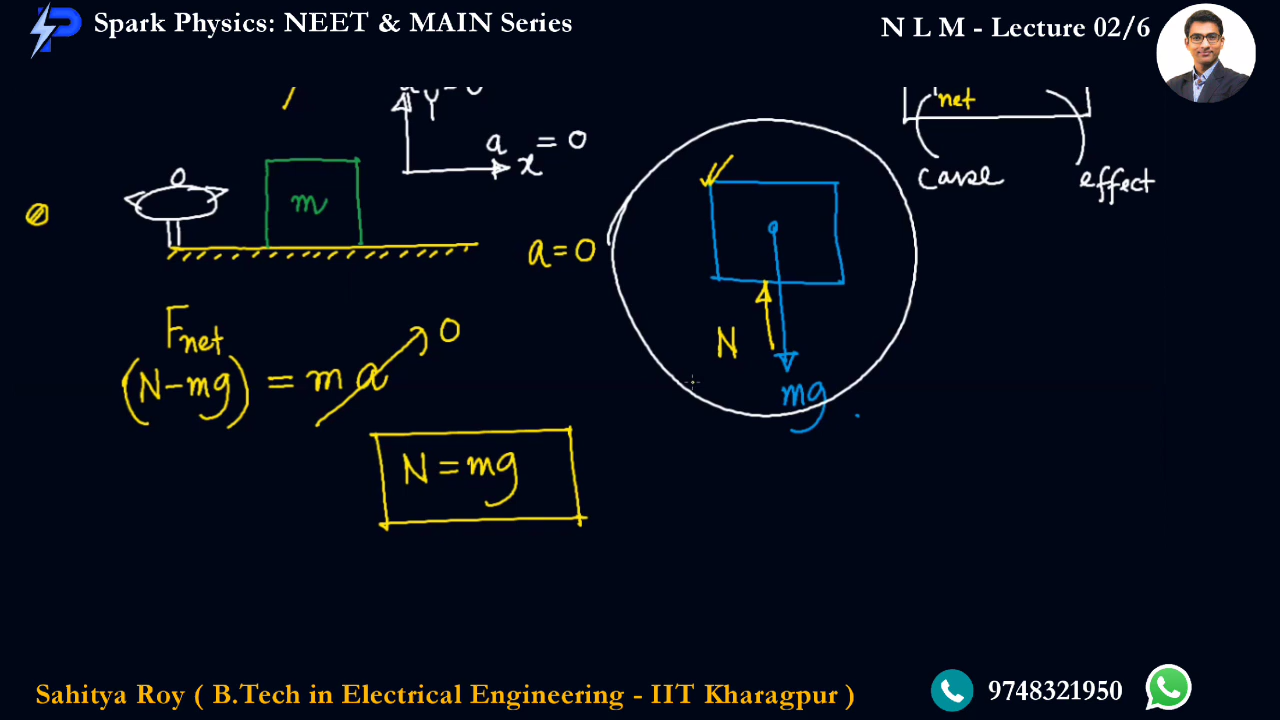 Spark Physics: NEET & MAIN Series
N L M - Lecture 02/6
net
a x = 0
cause
effect
m
a = 0
Fnet
(N - mg) = ma 0
N
mg
N = mg
Sahitya Roy ( B.Tech in Electrical Engineering - IIT Kharagpur )
9748321950